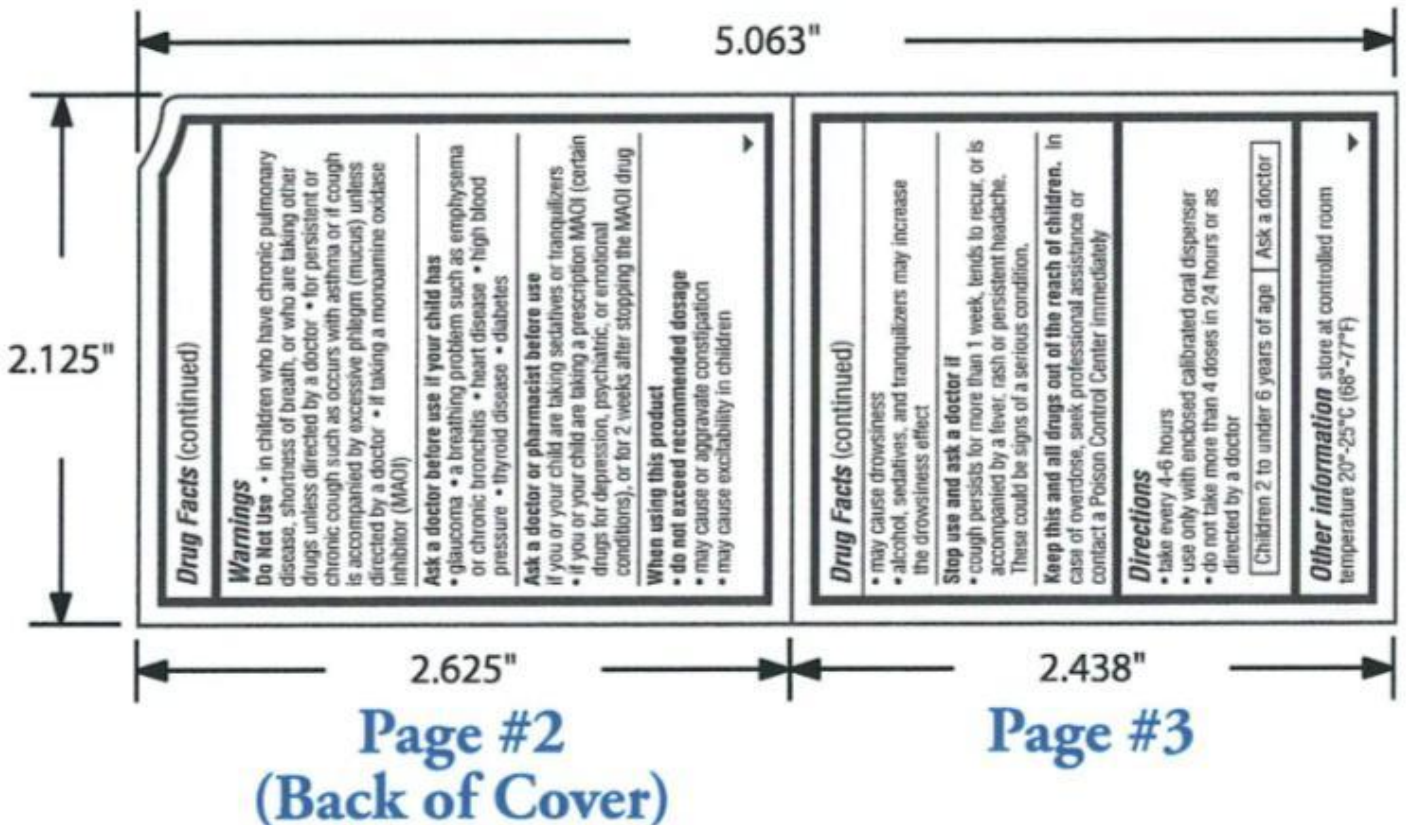 5.063"
2.125"
Drug Facts (continued)
Warnings
Do Not Use • in children who have chronic pulmonary
disease, shortness of breath, or who are taking other
drugs unless directed by a doctor • for persistent or
chronic cough such as occurs with asthma or if cough
is accompanied by excessive phlegm (mucus) unless
directed by a doctor • if taking a monoamine oxidase
inhibitor (MAOI)
Ask a doctor before use if your child has
• glaucoma • a breathing problem such as emphysema
or chronic bronchitis • heart disease • high blood
pressure • thyroid disease • diabetes
Ask a doctor or pharmacist before use
if you or your child are taking sedatives or tranquilizers
• if you or your child are taking a prescription MAOI (certain
drugs for depression, psychiatric, or emotional
conditions), or for 2 weeks after stopping the MAOI drug
When using this product
• do not exceed recommended dosage
• may cause or aggravate constipation
• may cause excitability in children
Drug Facts (continued)
• may cause drowsiness
• alcohol, sedatives, and tranquilizers may increase
the drowsiness effect
Stop use and ask a doctor if
• cough persists for more than 1 week, tends to recur, or is
accompanied by a fever, rash or persistent headache.
These could be signs of a serious condition.
Keep this and all drugs out of the reach of children. In
case of overdose, seek professional assistance or
contact a Poison Control Center immediately
Directions
• take every 4-6 hours
• use only with enclosed calibrated oral dispenser
• do not take more than 4 doses in 24 hours or as
directed by a doctor
Children 2 to under 6 years of age Ask a doctor
Other information store at controlled room
temperature 20°-25°C (68°-77°F)
2.625"
2.438"
Page #2
(Back of Cover)
Page #3